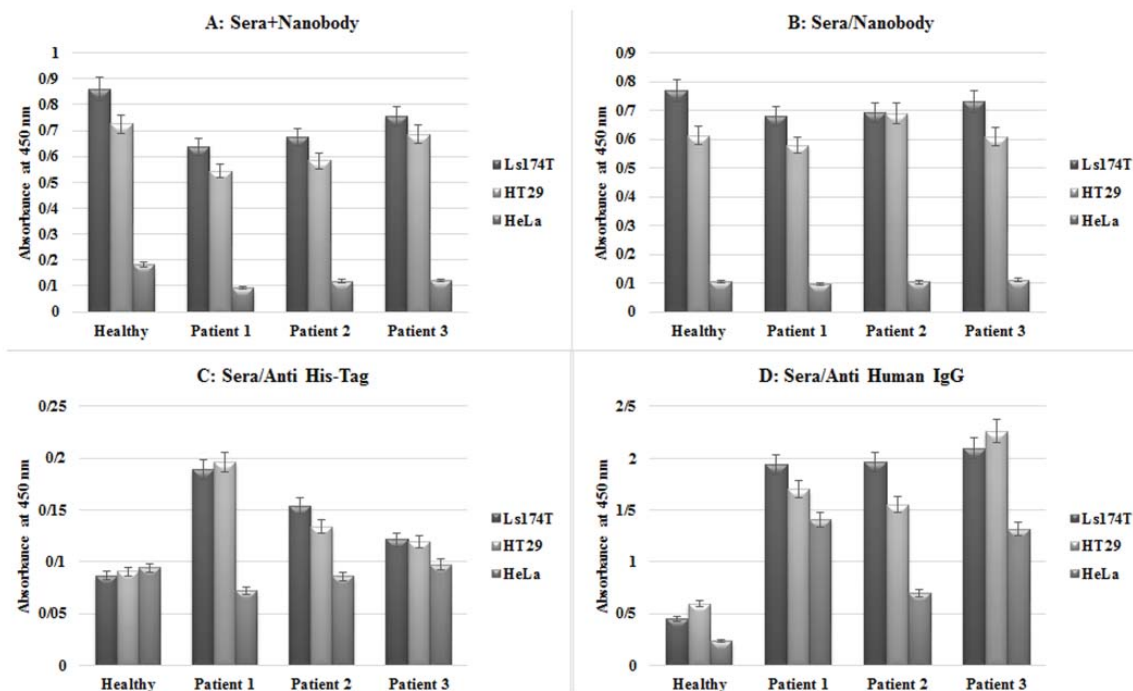 A: Sera+Nanobody
Absorbance at 450 nm
1
0/9
0/8
0/7
0/6
0/5
0/4
0/3
0/2
0/1
0
Healthy Patient 1 Patient 2 Patient 3
Ls174T
HT29
HeLa
B: Sera/Nanobody
Absorbance at 450 nm
0/9
0/8
0/7
0/6
0/5
0/4
0/3
0/2
0/1
0
Healthy Patient 1 Patient 2 Patient 3
Ls174T
HT29
HeLa
C: Sera/Anti His-Tag
Absorbance at 450 nm
0/25
0/2
0/15
0/1
0/05
0
Healthy Patient 1 Patient 2 Patient 3
Ls174T
HT29
HeLa
D: Sera/Anti Human IgG
Absorbance at 450 nm
2/5
2
1/5
1
0/5
0
Healthy Patient 1 Patient 2 Patient 3
Ls174T
HT29
HeLa